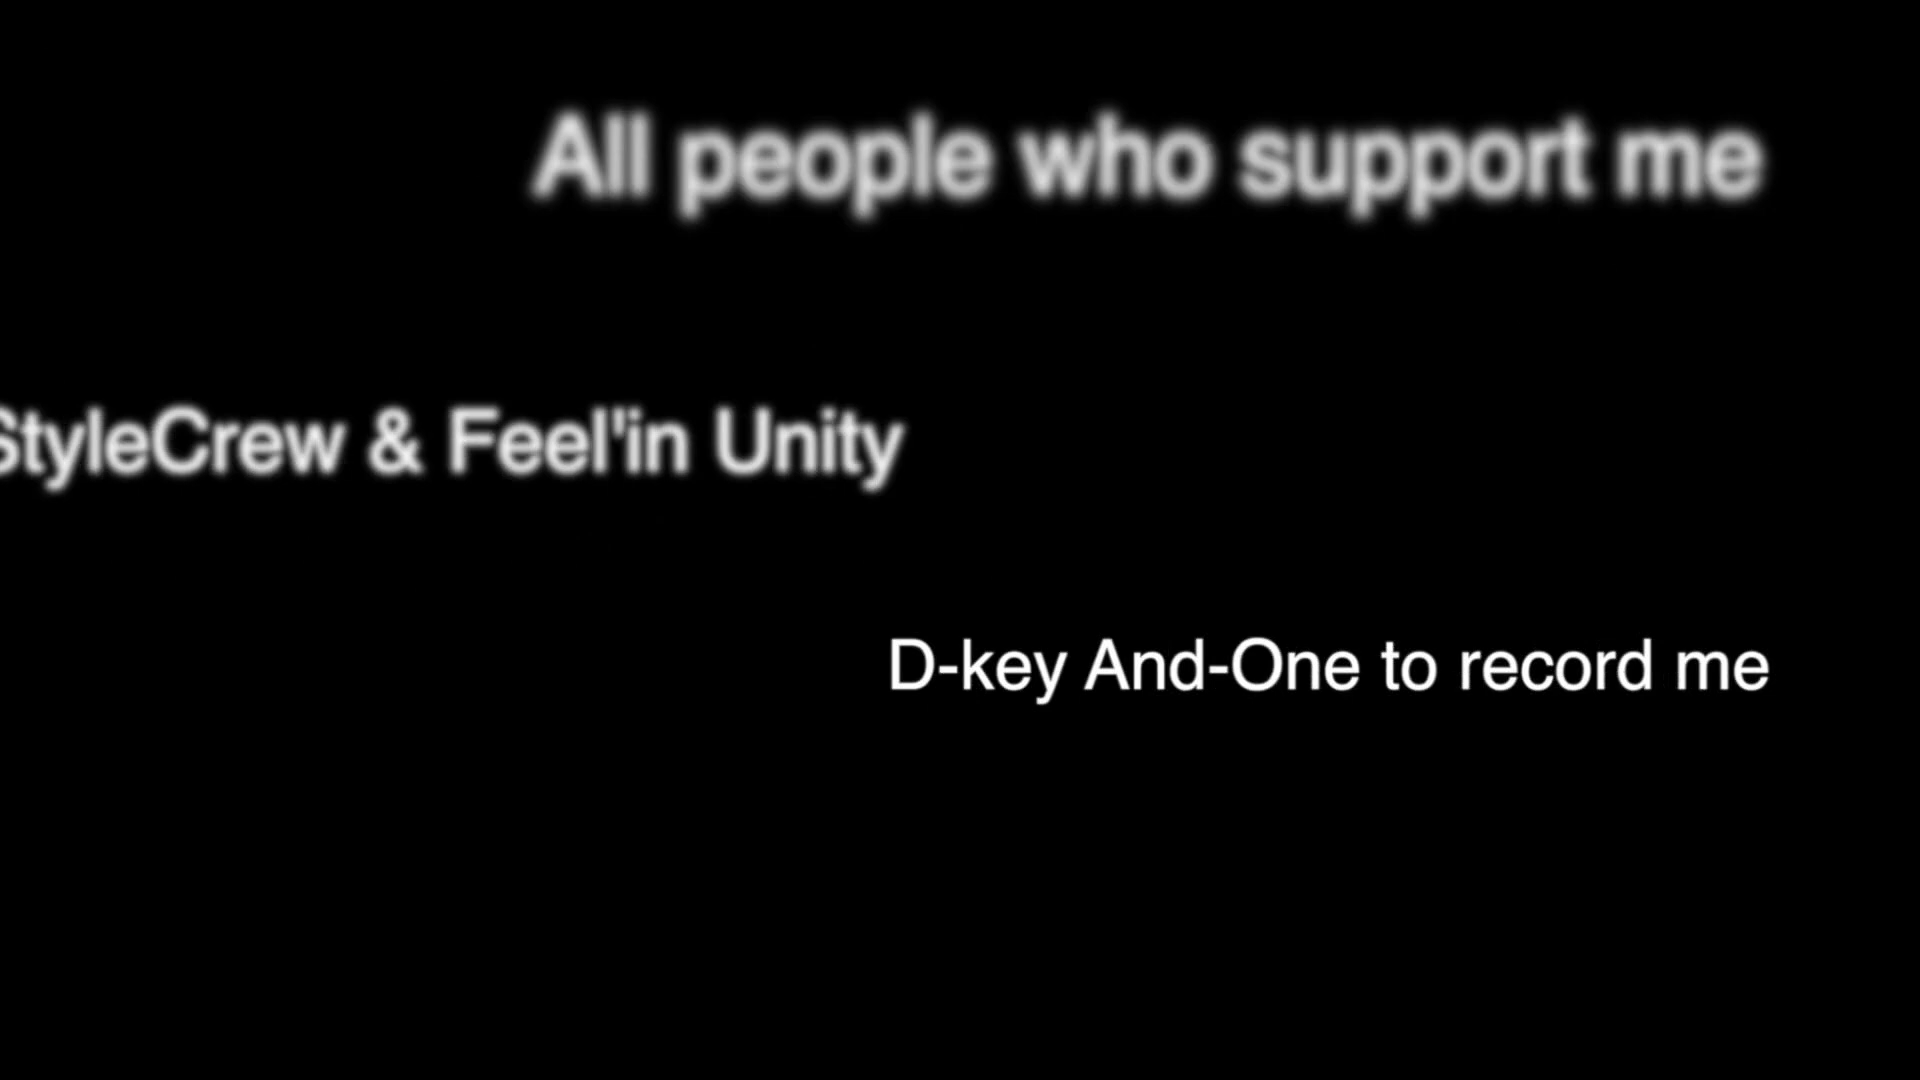 All people who support me
StyleCrew & Feel'in Unity
D-key And-One to record me